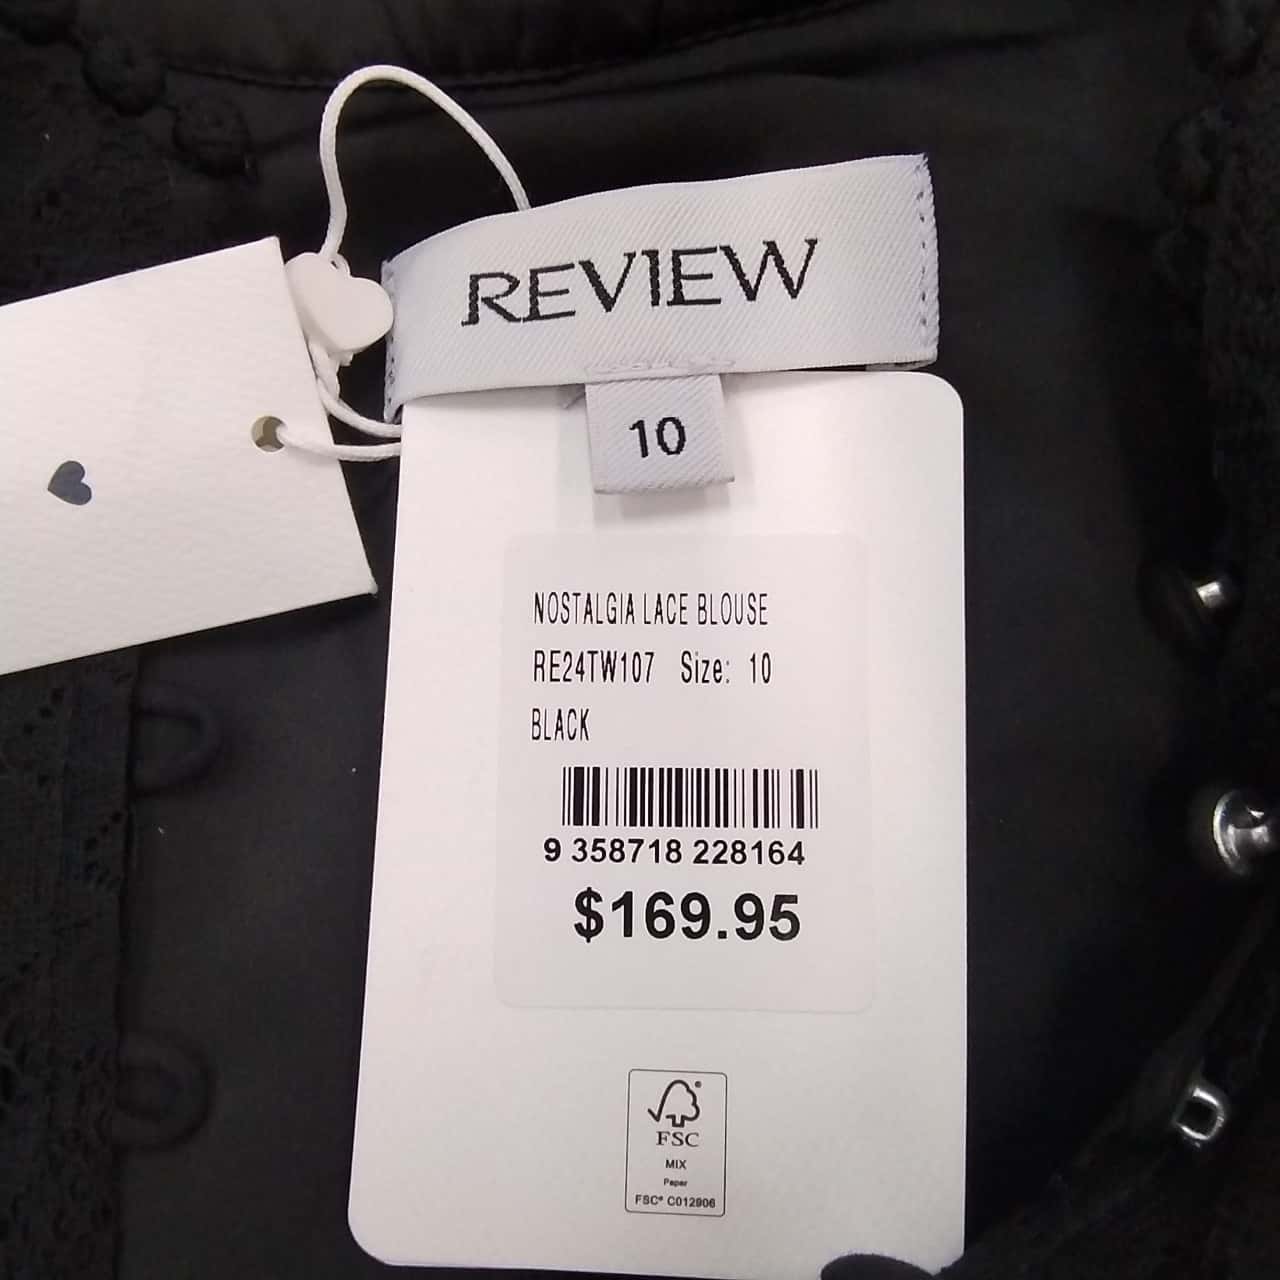 REVIEW
10
NOSTALGIA LACE BLOUSE
RE24TW107 Size: 10
BLACK
9 358718 228164
$169.95
FSC
MIX
Paper
FSC® C012906